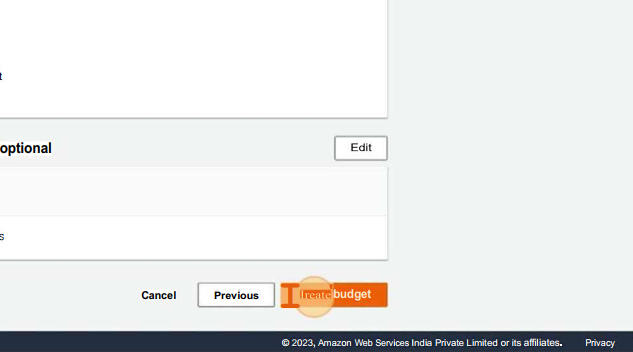 t
optional
Edit
s
Cancel
Previous
Create budget
© 2023, Amazon Web Services India Private Limited or its affiliates.
Privacy